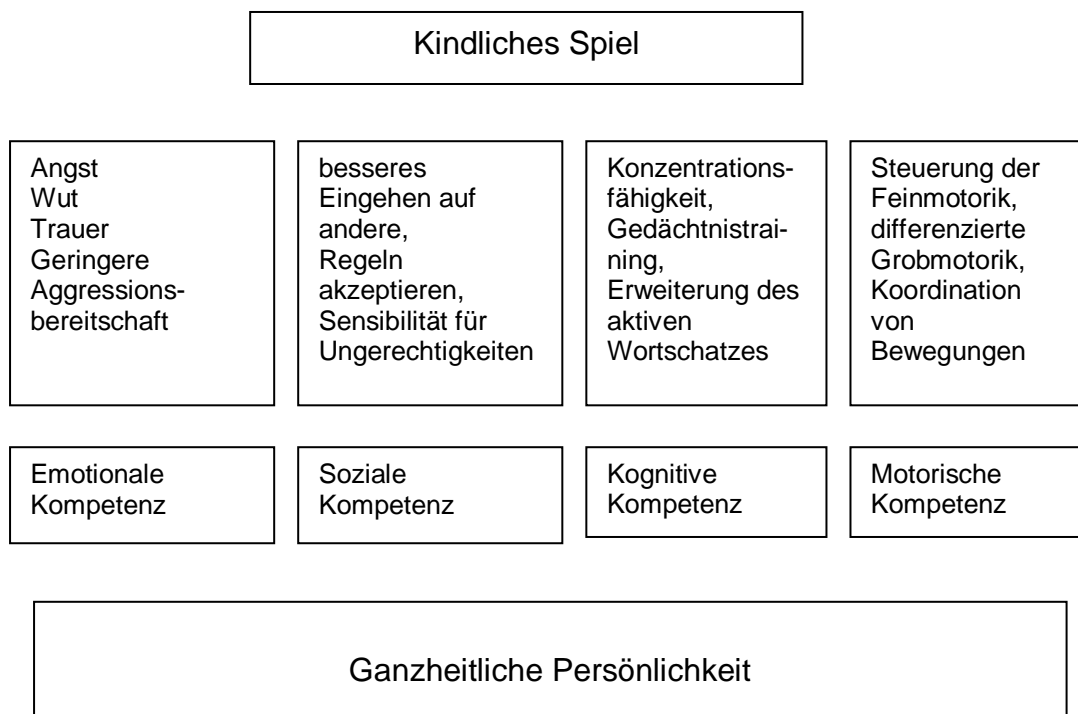 Kindliches Spiel
Angst
Wut
Trauer
Geringere
Aggressions-
bereitschaft
besseres
Eingehen auf
andere,
Regeln
akzeptieren,
Sensibilität für
Ungerechtigkeiten
Konzentrations-
fähigkeit,
Gedächtnistrai-
ning,
Erweiterung des
aktiven
Wortschatzes
Steuerung der
Feinmotorik,
differenzierte
Grobmotorik,
Koordination
von
Bewegungen
Emotionale
Kompetenz
Soziale
Kompetenz
Kognitive
Kompetenz
Motorische
Kompetenz
Ganzheitliche Persönlichkeit